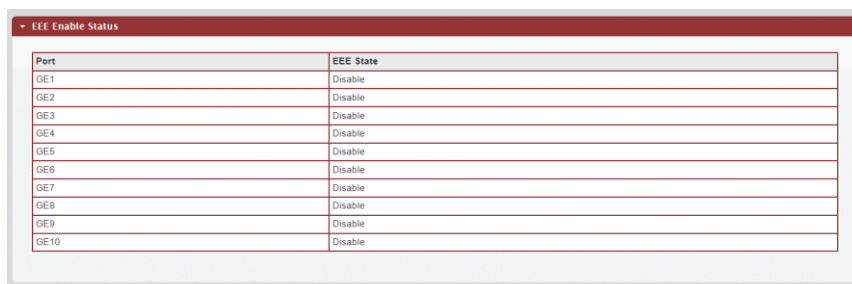 EEE Enable Status
Port EEE State
GE1 Disable
GE2 Disable
GE3 Disable
GE4 Disable
GE5 Disable
GE6 Disable
GE7 Disable
GE8 Disable
GE9 Disable
GE10 Disable